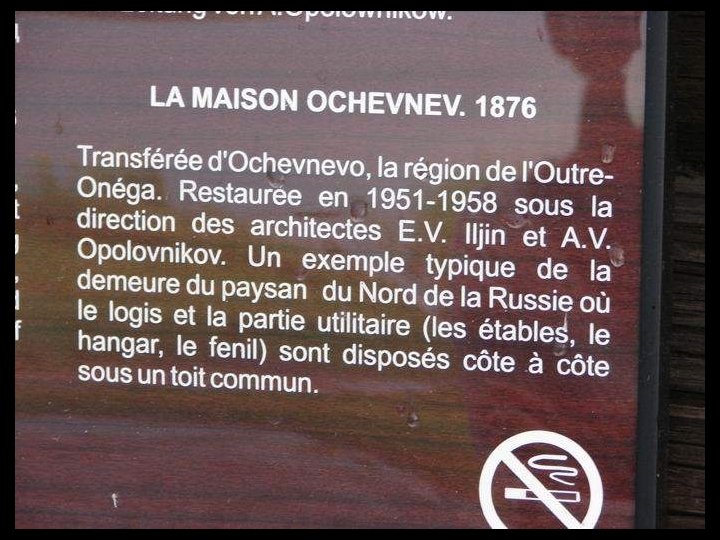 A.Opolownikow.
LA MAISON OCHEVNEV. 1876
Transférée d'Ochevnevo, la région de l'Outre-
Onéga. Restaurée en 1951-1958 sous la
direction des architectes E.V. Iljin et A.V.
Opolovnikov. Un exemple typique de la
demeure du paysan du Nord de la Russie où
le logis et la partie utilitaire (les étables, le
hangar, le fenil) sont disposés côte à côte
sous un toit commun.